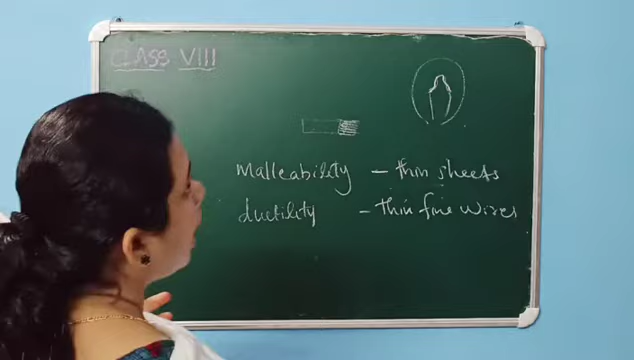 CLASS VIII
Malleability - thin sheets
ductility - thin fine wires